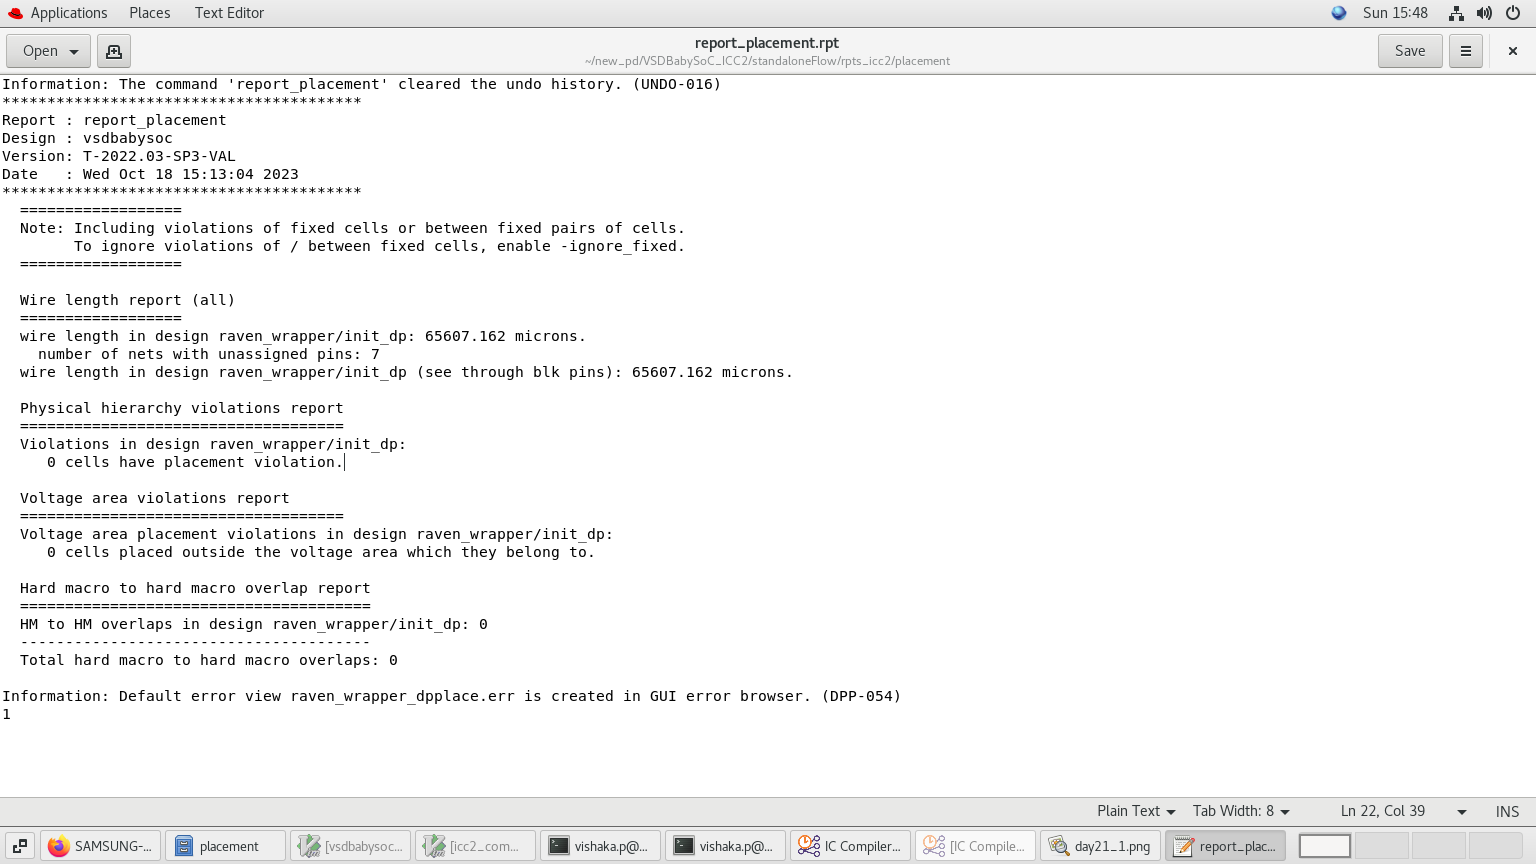 Applications Places Text Editor Sun 15:48
Open report_placement.rpt Save
~/new_pd/VSDBabySoC_ICC2/standaloneFlow/rpts_icc2/placement
Information: The command 'report_placement' cleared the undo history. (UNDO-016)
****************************************
Report : report_placement
Design : vsdbabysoc
Version: T-2022.03-SP3-VAL
Date   : Wed Oct 18 15:13:04 2023
****************************************
  ==================
  Note: Including violations of fixed cells or between fixed pairs of cells.
        To ignore violations of / between fixed cells, enable -ignore_fixed.
  ==================
  Wire length report (all)
  ==================
  wire length in design raven_wrapper/init_dp: 65607.162 microns.
    number of nets with unassigned pins: 7
  wire length in design raven_wrapper/init_dp (see through blk pins): 65607.162 microns.
  Physical hierarchy violations report
  ====================================
  Violations in design raven_wrapper/init_dp:
     0 cells have placement violation.
  Voltage area violations report
  ====================================
  Voltage area placement violations in design raven_wrapper/init_dp:
     0 cells placed outside the voltage area which they belong to.
  Hard macro to hard macro overlap report
  =======================================
  HM to HM overlaps in design raven_wrapper/init_dp: 0
  ---------------------------------------
  Total hard macro to hard macro overlaps: 0
Information: Default error view raven_wrapper_dpplace.err is created in GUI error browser. (DPP-054)
1
Plain Text Tab Width: 8 Ln 22, Col 39 INS
SAMSUNG-... placement [vsdbabysoc... [icc2_com... vishaka.p@... vishaka.p@... IC Compiler... [IC Compile... day21_1.png report_plac...